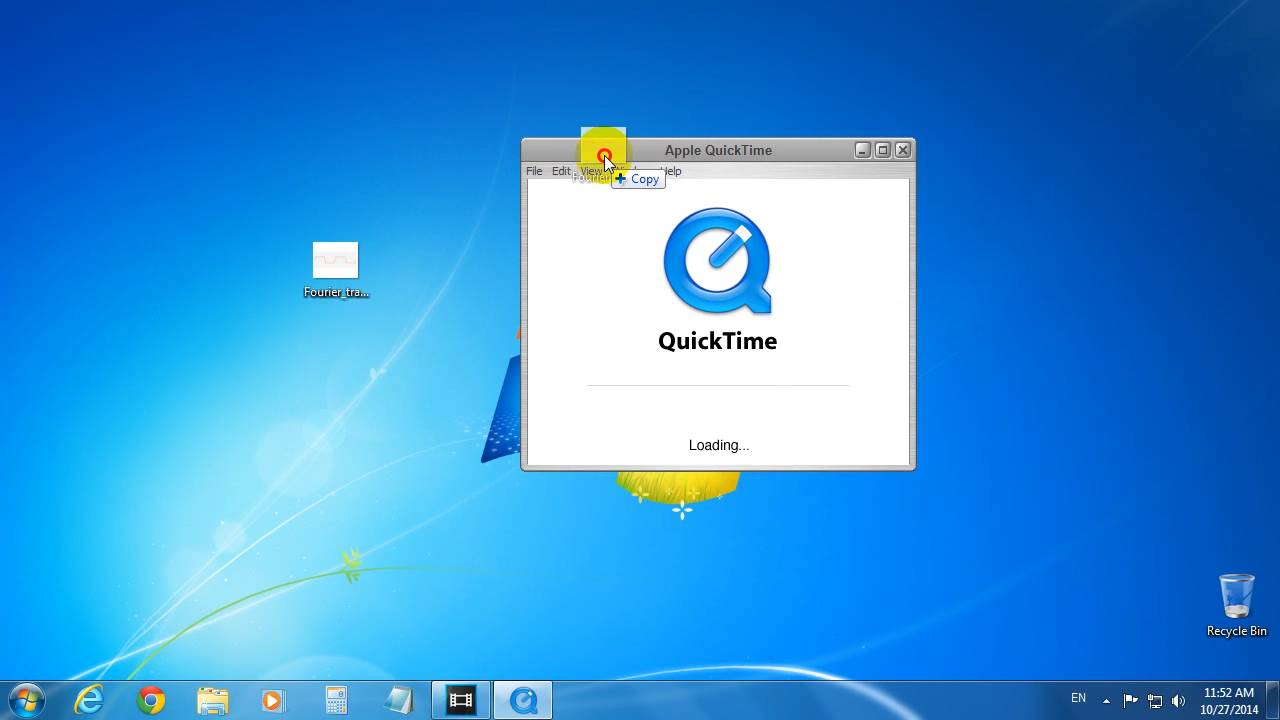 Apple QuickTime
File Edit View Help
Copy
QuickTime
Fourier_tra...
Loading...
Recycle Bin
EN
11:52 AM
10/27/2014